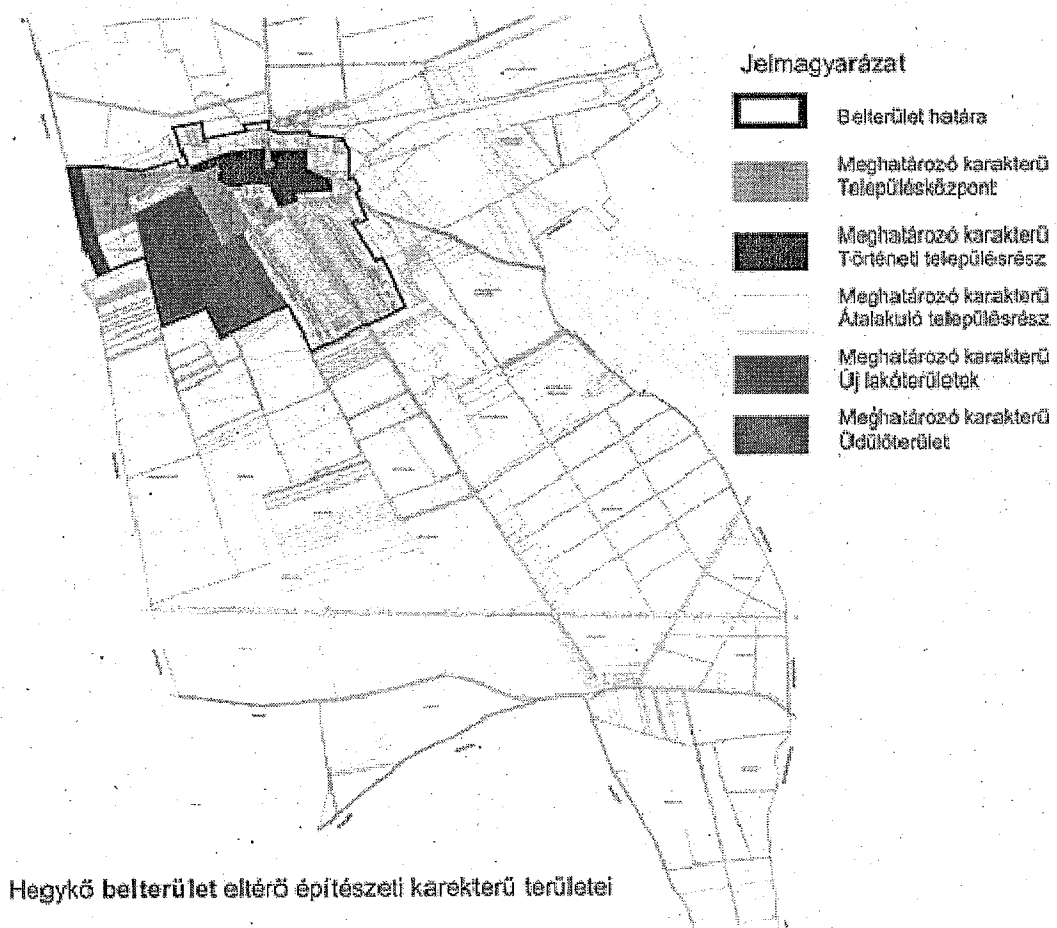 Jelmagyarázat
Belterület határa
Meghatározó karakterű
Településközpont
Meghatározó karakterű
Történeti településrész
Meghatározó karakterű
Átalakuló településrész
Meghatározó karakterű
Új lakóterületek
Meghatározó karakterű
Üdülőterület
Hegykő belterület eltérő építészeti karekterű területei